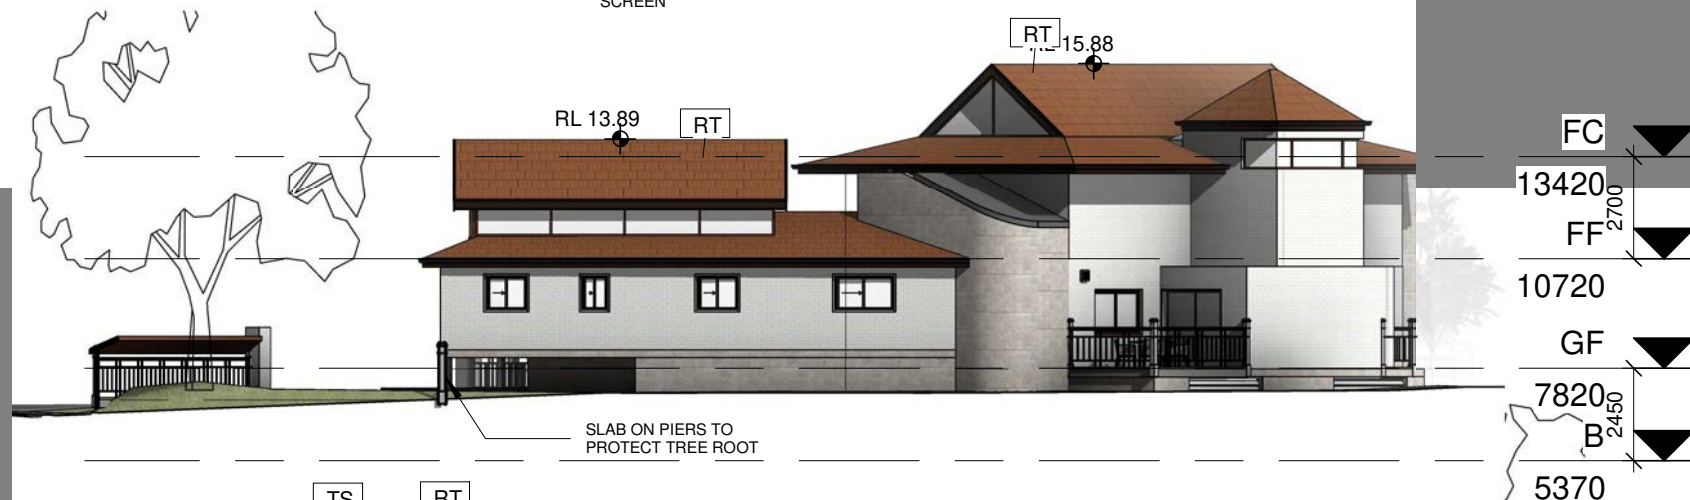 SCREEN
RT
RL 15.88
RL 13.89
RT
FC
13420
2700
FF
10720
GF
7820
2450
B
5370
SLAB ON PIERS TO
PROTECT TREE ROOT
TS
RT